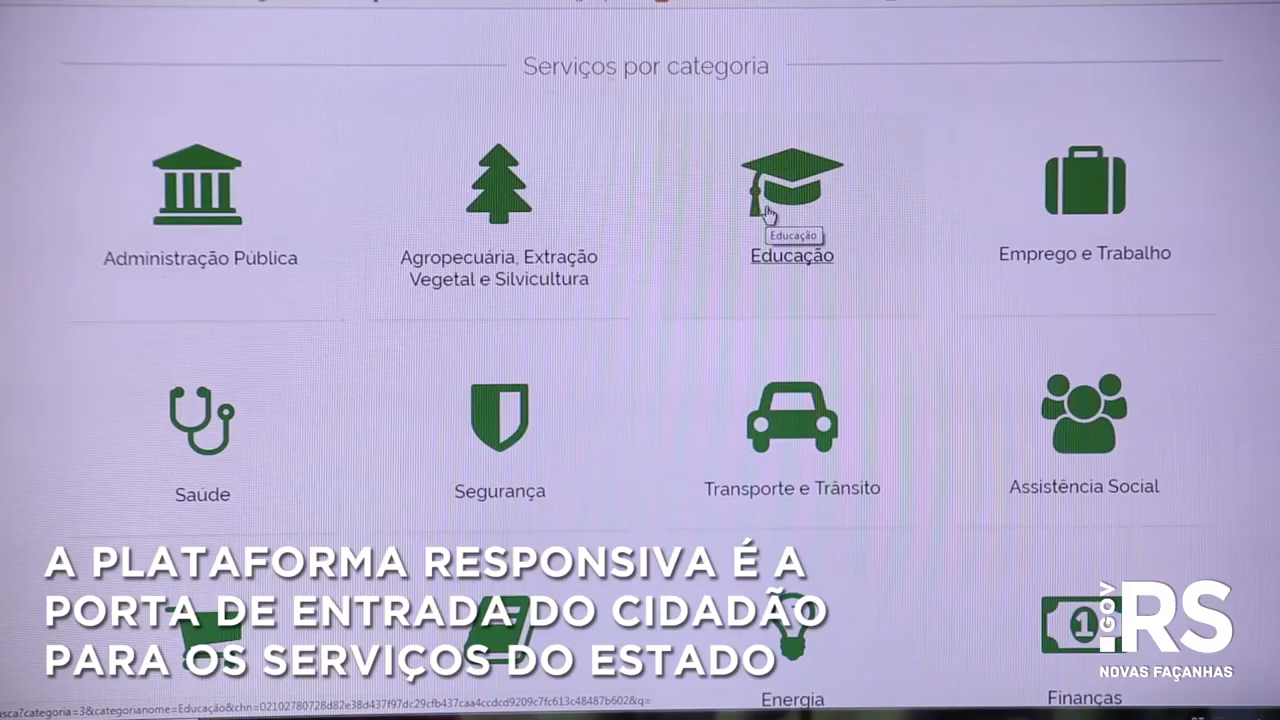 Serviços por categoria
Administração Pública
Agropecuária, Extração
Vegetal e Silvicultura
Educação
Educação
Emprego e Trabalho
Saúde
Segurança
Transporte e Trânsito
Assistência Social
A PLATAFORMA RESPONSIVA É A
PORTA DE ENTRADA DO CIDADÃO
PARA OS SERVIÇOS DO ESTADO
1
.GOV
RS
NOVAS FAÇANHAS
Energia
Finanças